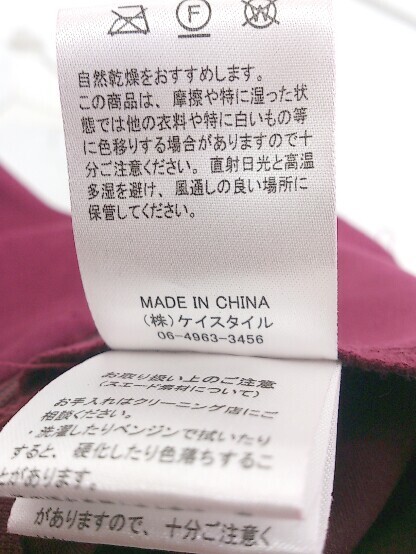 F
W
自然乾燥をおすすめします。
この商品は、摩擦や特に湿った状
態では他の衣料や特に白いもの等
に色移りする場合がありますので十
分ご注意ください。直射日光と高温
多湿を避け、風通しの良い場所に
保管してください。
MADE IN CHINA
(株)ケイスタイル
06-4963-3456
お取り扱い上のご注意
(スエード素材について)
お手入れはクリーニング店にご
相談ください。
・洗濯したりベンジンで拭いたり
すると、硬化したり色落ちするこ
とがあります。
がありますので、十分ご注意く